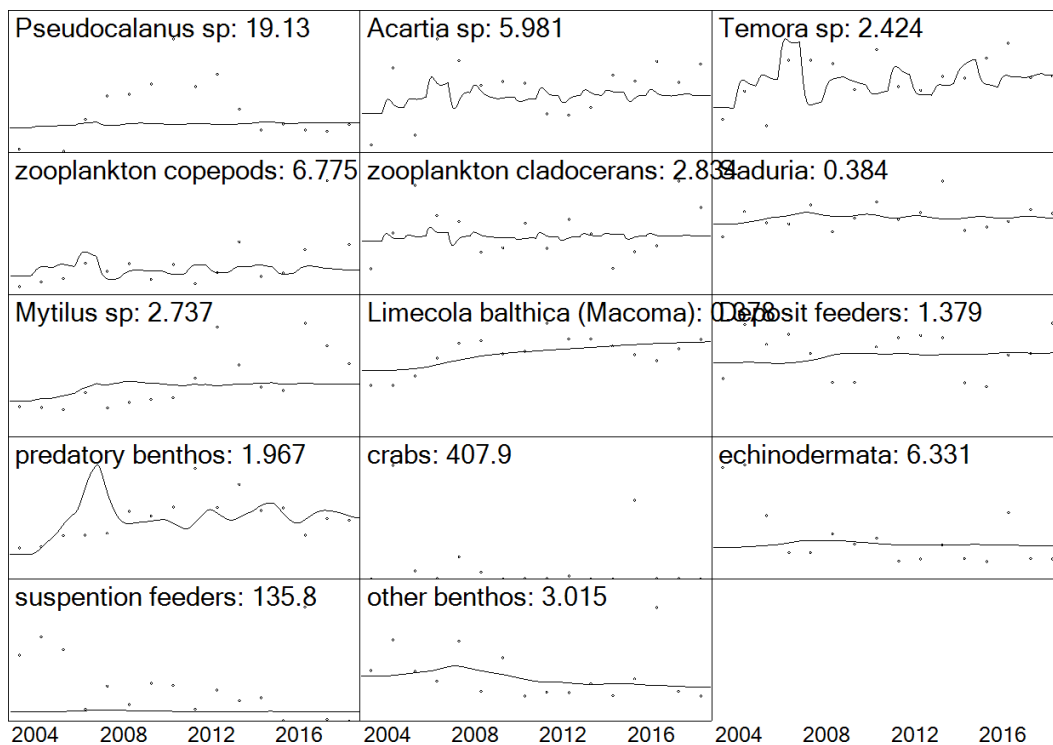 Pseudocalanus sp: 19.13
Acartia sp: 5.981
Temora sp: 2.424
zooplankton copepods: 6.775
zooplankton cladocerans: 2.834
Saduria: 0.384
Mytilus sp: 2.737
Limecola balthica (Macoma): 0.378
Deposit feeders: 1.379
predatory benthos: 1.967
crabs: 407.9
echinodermata: 6.331
suspention feeders: 135.8
other benthos: 3.015
2004 2008 2012 2016 2004 2008 2012 2016 2004 2008 2012 2016